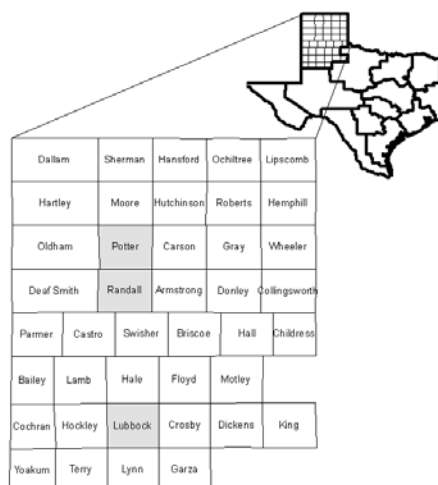 Dallam Sherman Hansford Ochiltree Lipscomb
Hartley Moore Hutchinson Roberts Hemphill
Oldham Potter Carson Gray Wheeler
Deaf Smith Randall Armstrong Donley Collingsworth
Parmer Castro Swisher Briscoe Hall Childress
Bailey Lamb Hale Floyd Motley
Cochran Hockley Lubbock Crosby Dickens King
Yoakum Terry Lynn Garza